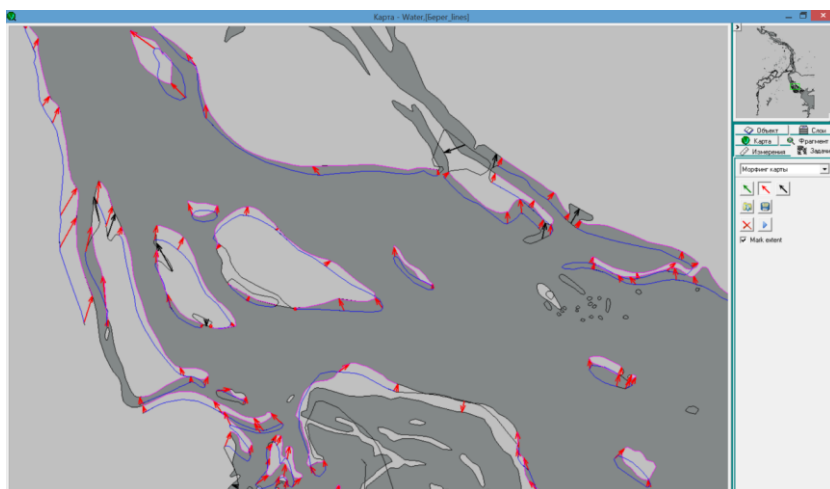 Карта - Water [Берег_lines]
Объект
Слои
Карта
Фрагмент
Измерения
Задачи
Морфинг карты
Mark extent